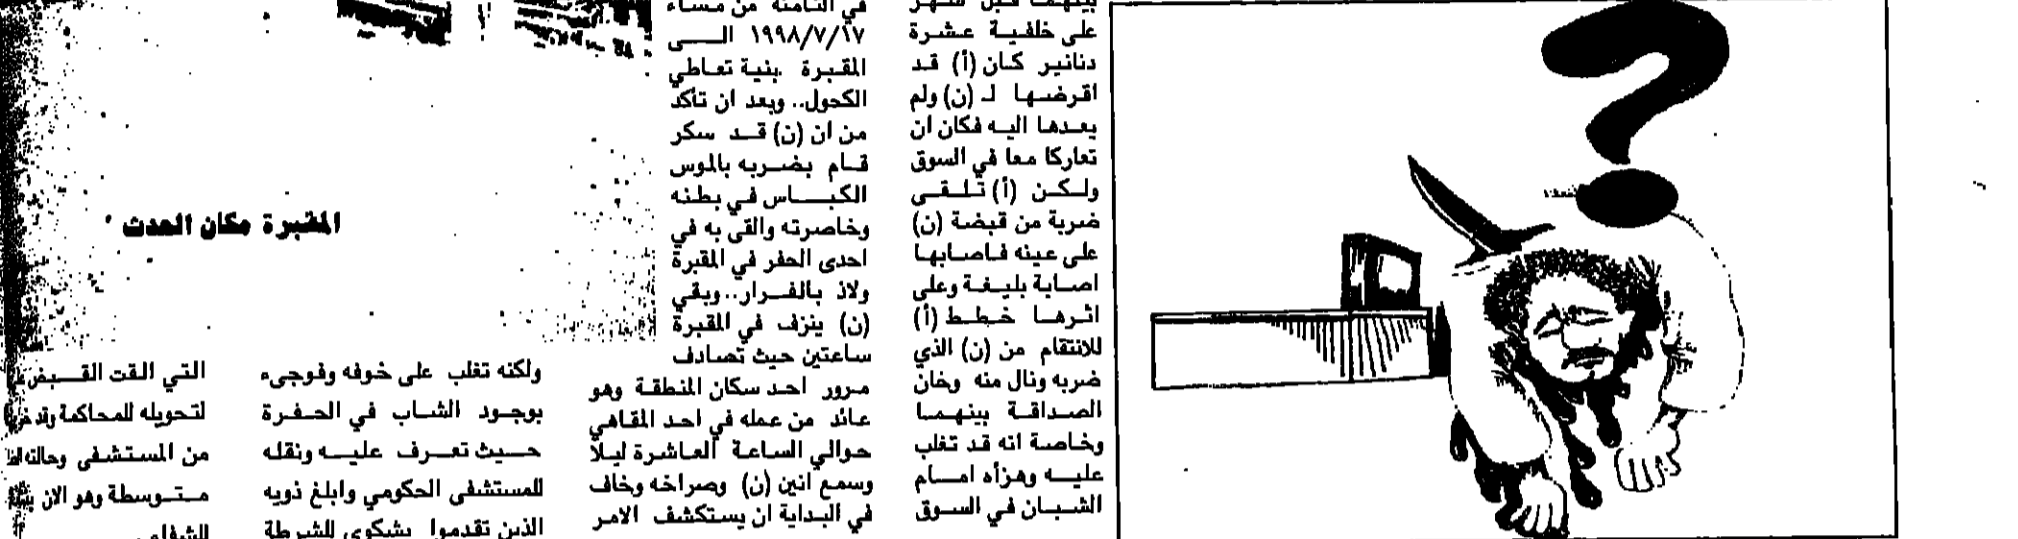 على خلفية عشرة
دنانير كان (أ) قد
اقرضها لـ (ن) ولم
يعدها اليه فكان ان
تعاركا معا في السوق
ولكن (أ) تلقى
ضربة من قبضة (ن)
على عينه فاصابها
اصابة بليغة وعلى
اثرها خطط (أ)
للانتقام من (ن) الذي
ضربه ونال منه وخان
الصداقة بينهما
وخاصة انه قد تغلب
عليه وهزأه امام
الشبان في السوق
في الثامنة من مساء
١٩٩٨/٧/١٧ الى
المقبرة بنية تعاطي
الكحول.. وبعد ان تأكد
من ان (ن) قد سكر
قام بضربه بالموس
الكباس في بطنه
وخاصرته والقى به في
احدى الحفر في المقبرة
ولاذ بالفرار.. وبقي
(ن) ينزف في المقبرة
ساعتين حيث تصادف
مرور احد سكان المنطقة وهو
عائد من عمله في احد المقاهي
حوالي الساعة العاشرة ليلاً
وسمع انين (ن) وصراخه وخاف
في البداية ان يستكشف الامر
المقبرة مكان الحدث
ولكنه تغلب على خوفه وفوجىء
بوجود الشاب في الحفرة
حيث تعرف عليه ونقله
للمستشفى الحكومي وابلغ ذويه
الذين تقدموا بشكوى للشرطة
التي القت القبض
لتحويله للمحاكمة وقد
من المستشفى وحالته
متوسطة وهو الان
للشفاء